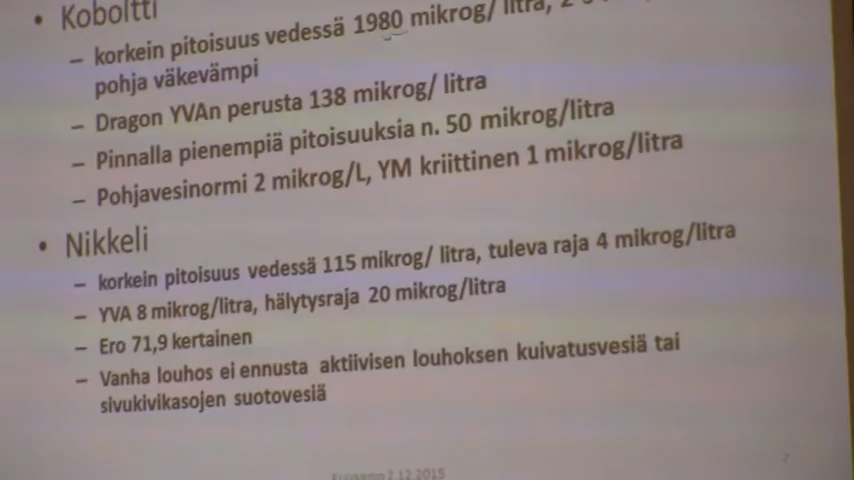 • Koboltti
– korkein pitoisuus vedessä 1980 mikrog/ litra,
pohja väkevämpi
– Dragon YVAn perusta 138 mikrog/ litra
– Pinnalla pienempiä pitoisuuksia n. 50 mikrog/litra
– Pohjavesinormi 2 mikrog/L, YM kriittinen 1 mikrog/litra
• Nikkeli
– korkein pitoisuus vedessä 115 mikrog/ litra, tuleva raja 4 mikrog/litra
– YVA 8 mikrog/litra, hälytysraja 20 mikrog/litra
– Ero 71,9 kertainen
– Vanha louhos ei ennusta aktiivisen louhoksen kuivatusvesiä tai
sivukivikasojen suotovesiä
Kuusamo 2.12.2015
7